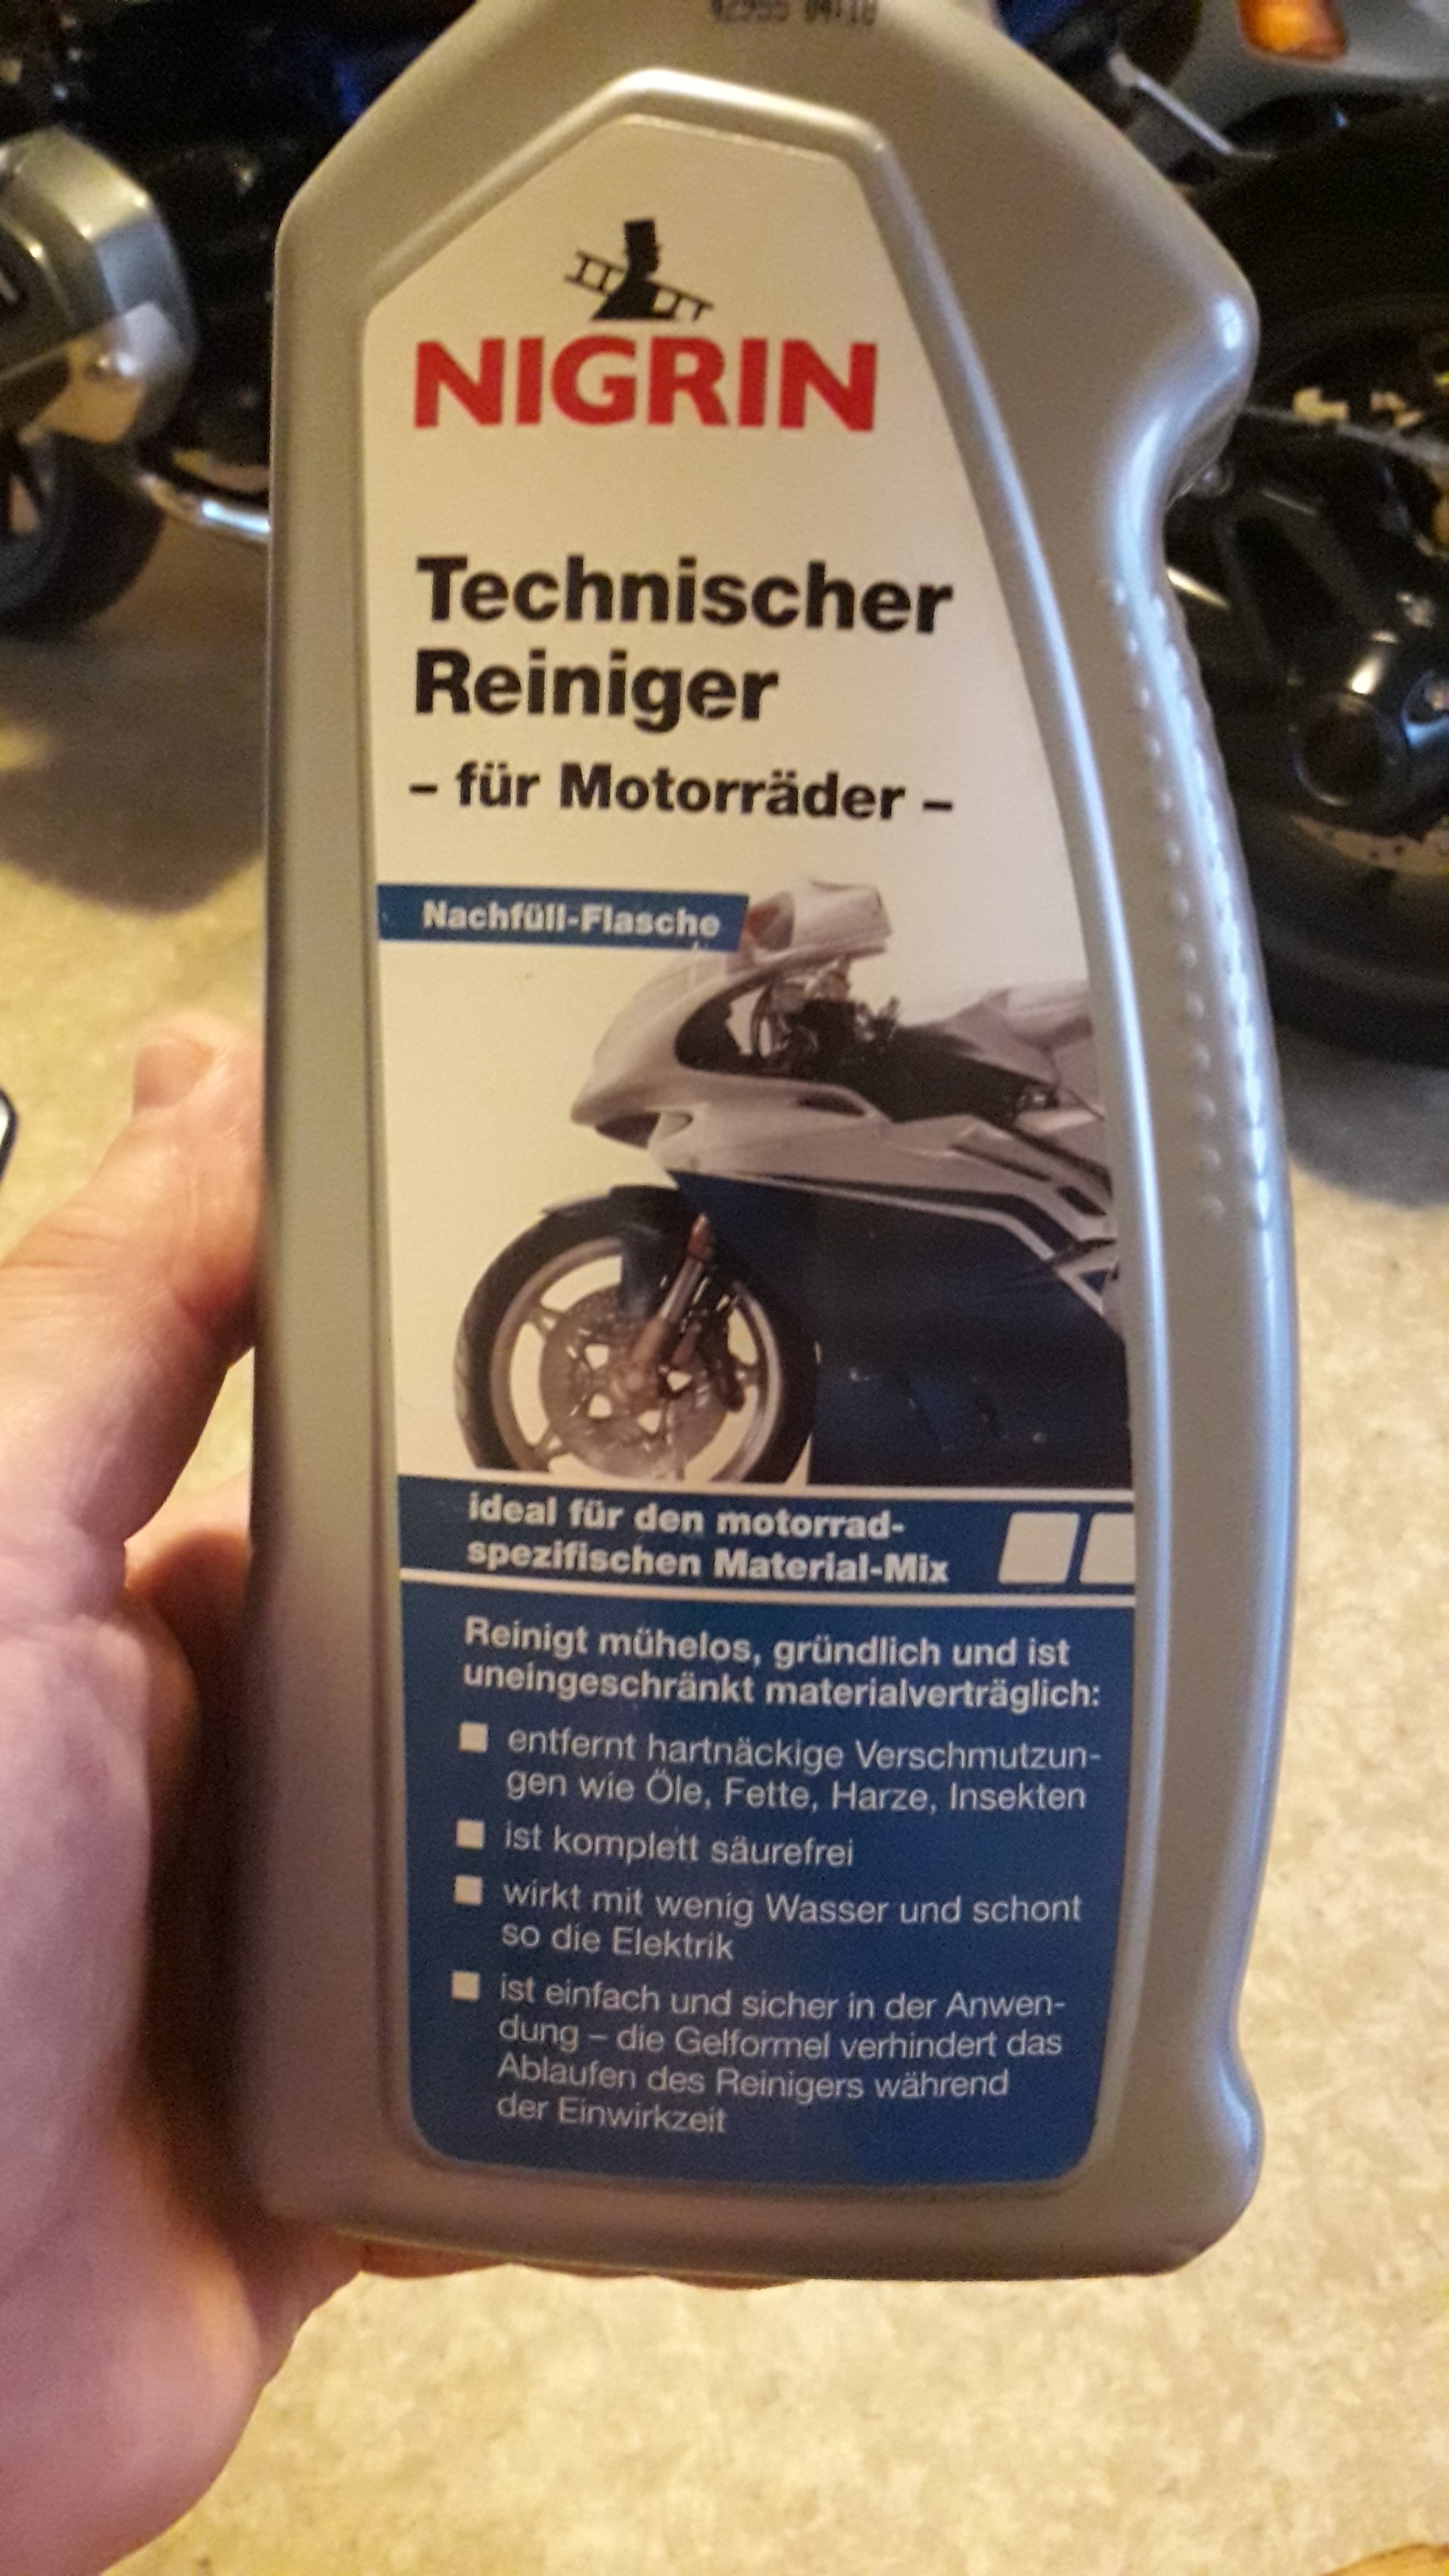 NIGRIN
Technischer
Reiniger
– für Motorräder –
Nachfüll-Flasche
ideal für den motorrad-
spezifischen Material-Mix
Reinigt mühelos, gründlich und ist
uneingeschränkt materialverträglich:
entfernt hartnäckige Verschmutzun-
gen wie Öle, Fette, Harze, Insekten
ist komplett säurefrei
wirkt mit wenig Wasser und schont
so die Elektrik
ist einfach und sicher in der Anwen-
dung – die Gelformel verhindert das
Ablaufen des Reinigers während
der Einwirkzeit